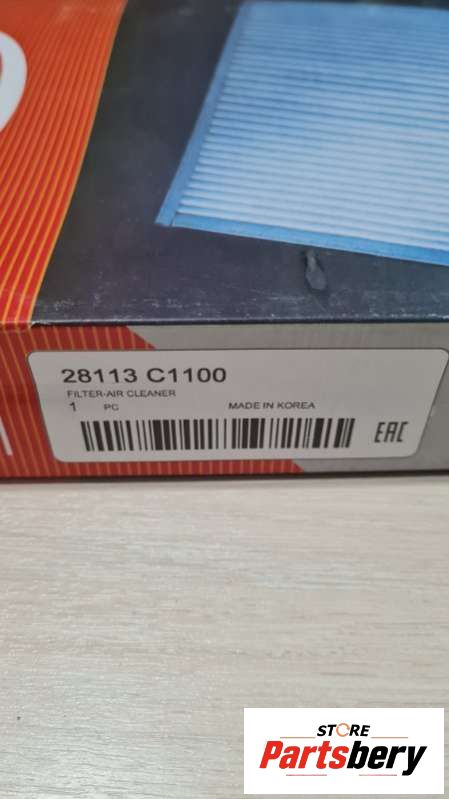 28113 C1100
FILTER-AIR CLEANER
1 PC MADE IN KOREA
EAC
STORE
Partsbery